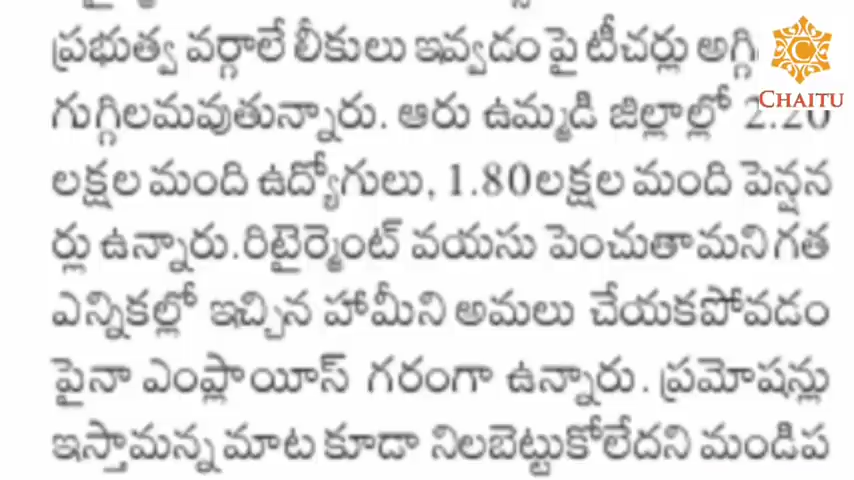 ప్రభుత్వ వర్గాలే లీకులు ఇవ్వడం పై టీచర్లు అగ్గి
CHAITU
గుగ్గిలమవుతున్నారు. ఆరు ఉమ్మడి జిల్లాల్లో 2.20
లక్షల మంది ఉద్యోగులు, 1.80లక్షల మంది పెన్షన
ర్లు ఉన్నారు.రిటైర్మెంట్ వయసు పెంచుతామని గత
ఎన్నికల్లో ఇచ్చిన హామీని అమలు చేయకపోవడం
పైనా ఎంప్లాయీస్ గరంగా ఉన్నారు. ప్రమోషన్లు
ఇస్తామన్న మాట కూడా నిలబెట్టుకోలేదని మండిప